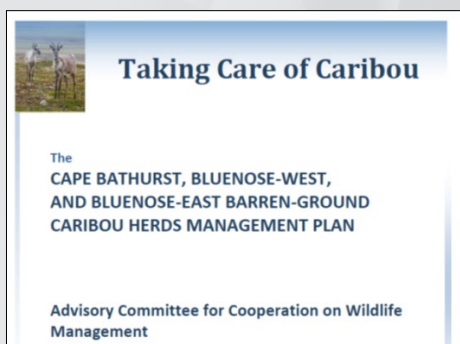 Taking Care of Caribou
The
CAPE BATHURST, BLUENOSE-WEST,
AND BLUENOSE-EAST BARREN-GROUND
CARIBOU HERDS MANAGEMENT PLAN
Advisory Committee for Cooperation on Wildlife
Management